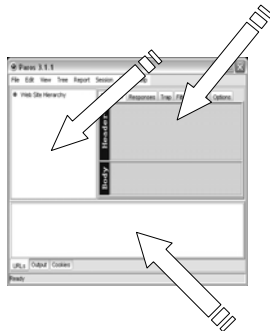 Paros 3.1.1
File Edit View Tree Report Session
Web Site Hierarchy
Responses Trap Options
Header
Body
URLs Output Cookies
Ready